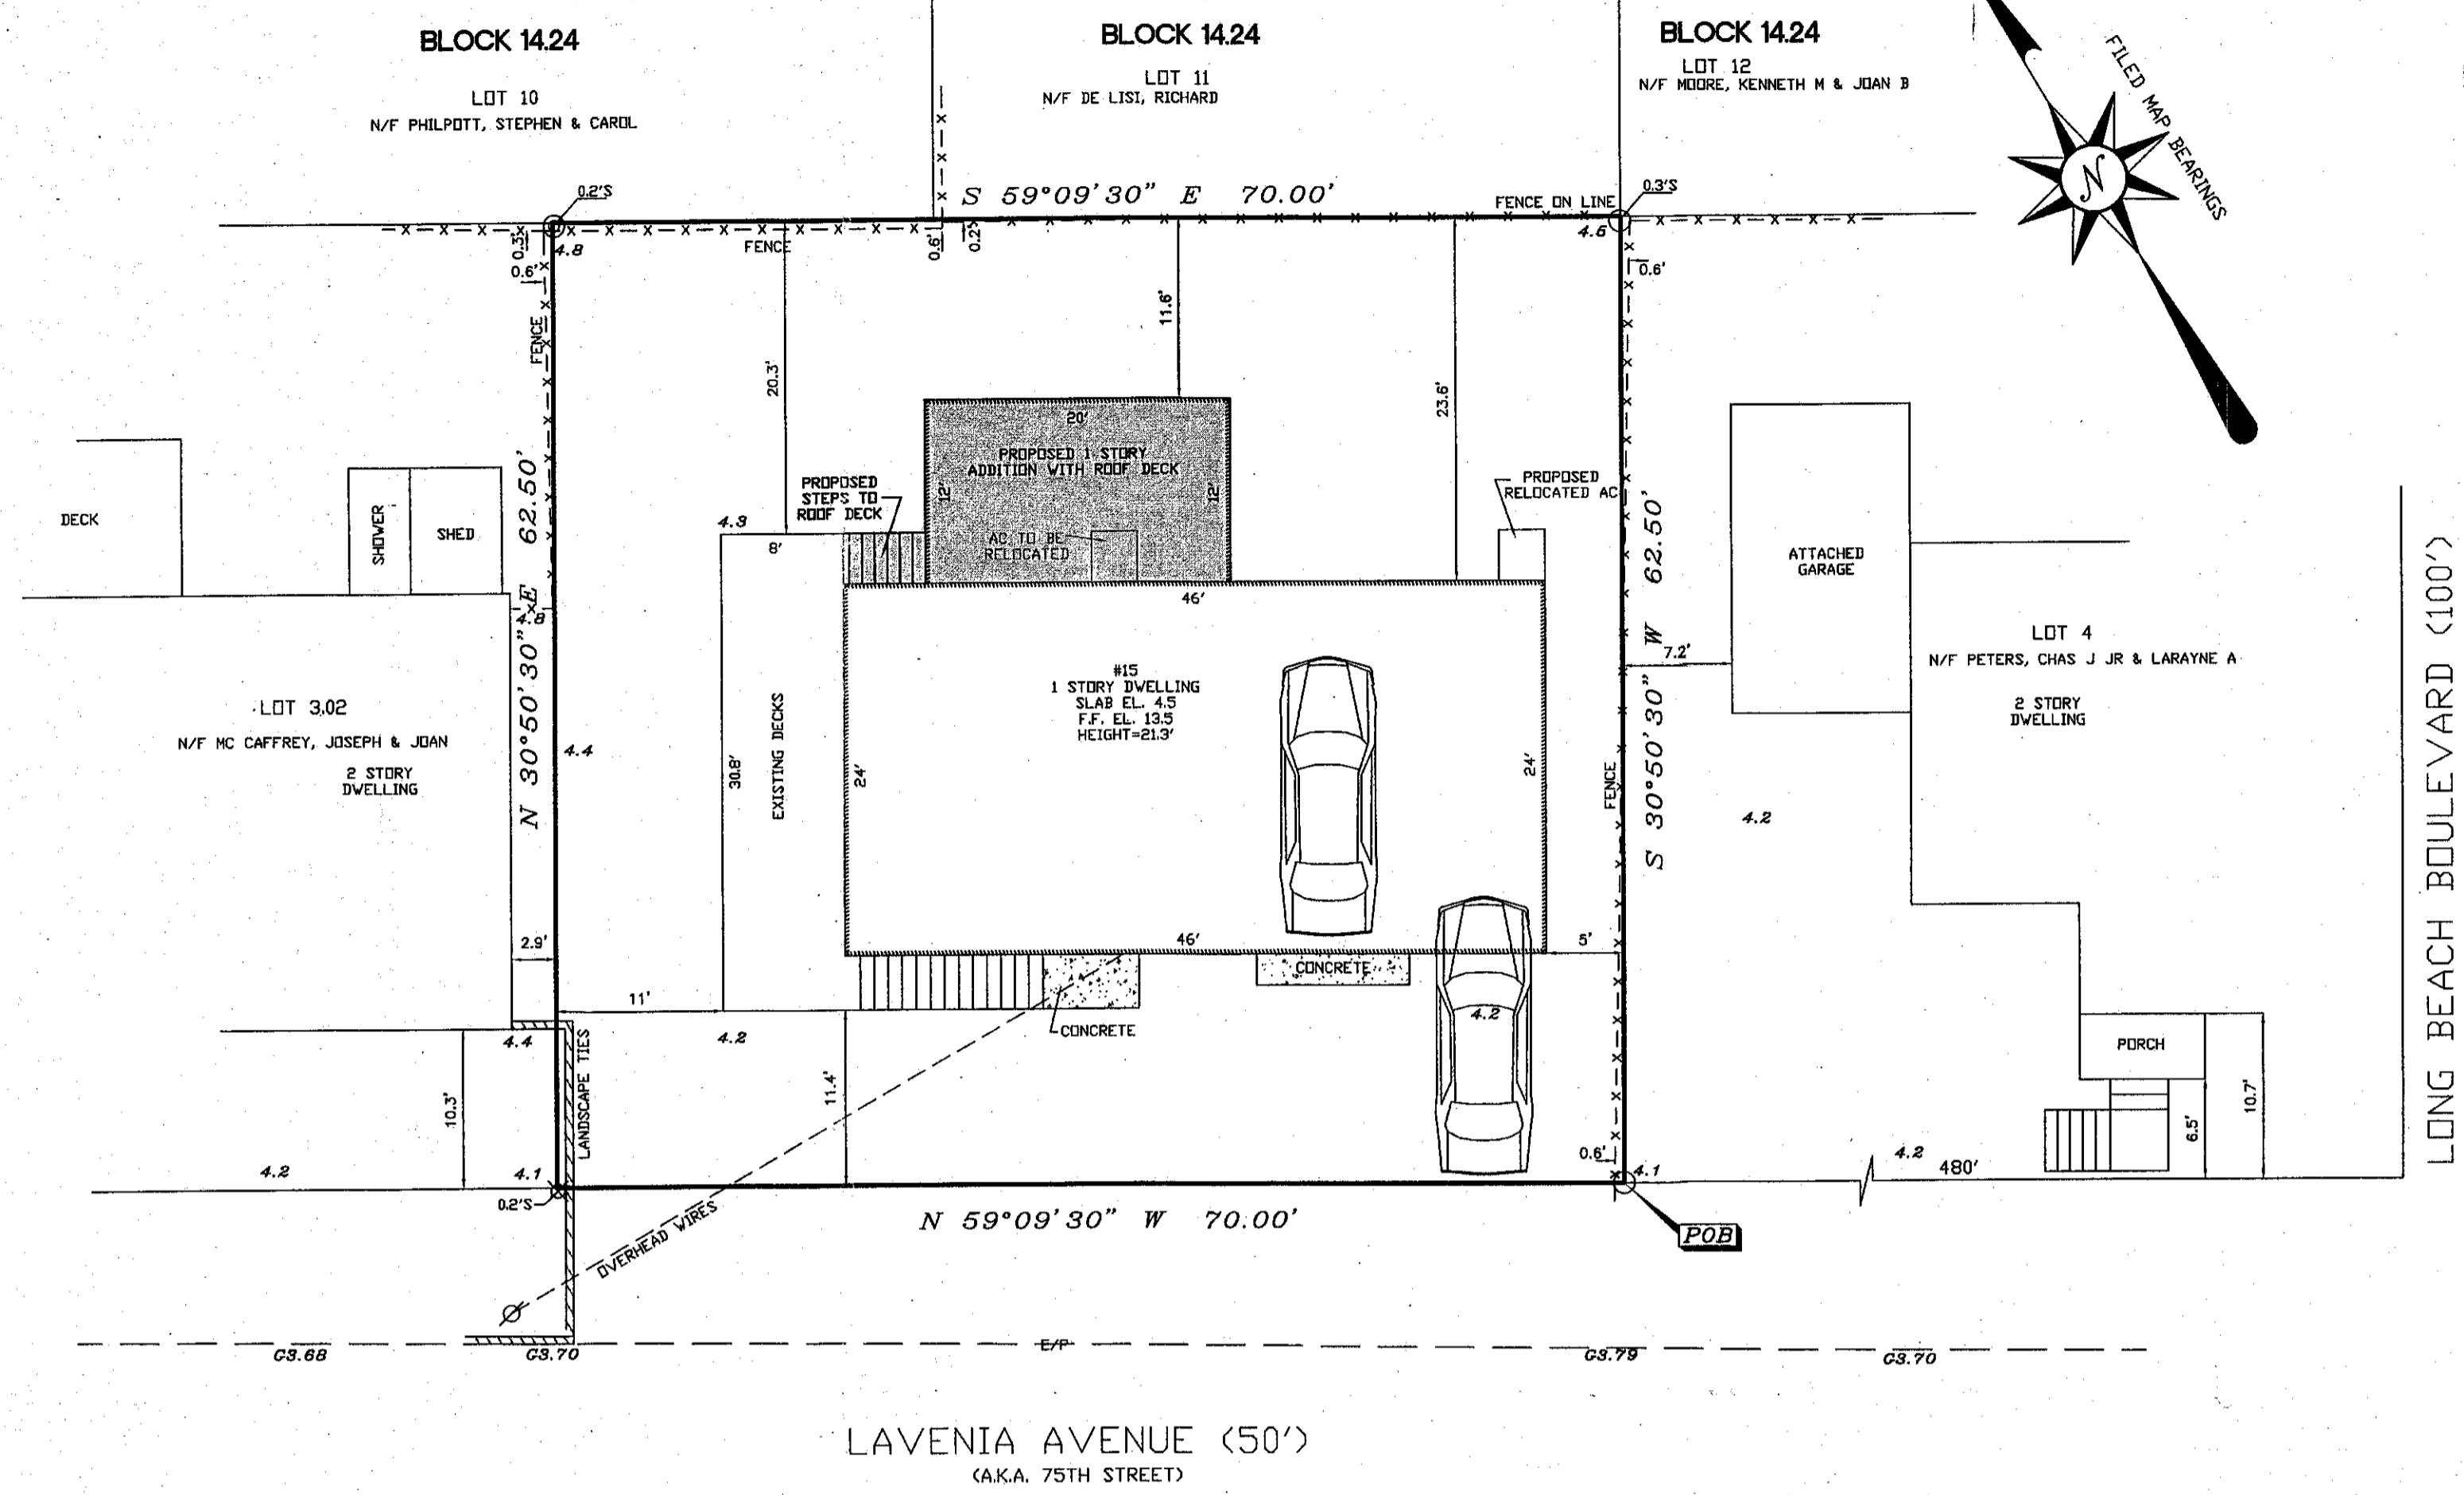 BLOCK 14.24
LOT 10
N/F PHILPOTT, STEPHEN & CAROL
BLOCK 14.24
LOT 11
N/F DE LISI, RICHARD
BLOCK 14.24
LOT 12
N/F MOORE, KENNETH M & JOAN B
FILED MAP BEARINGS
N
0.2'S
S 59°09'30" E 70.00'
FENCE ON LINE
0.3'S
4.6
0.3'
0.6'
4.8
FENCE
0.6'
0.2'
0.6'
FENCE
20.3'
11.6'
23.6'
20'
PROPOSED 1 STORY
ADDITION WITH ROOF DECK
12'
12'
AC TO BE
RELOCATED
PROPOSED
STEPS TO
ROOF DECK
PROPOSED
RELOCATED AC
DECK
SHOWER
SHED
N 30°50'30" E 62.50'
4.8
4.3
8'
46'
S 30°50'30" W 62.50'
ATTACHED
GARAGE
7.2'
LOT 4
N/F PETERS, CHAS J JR & LARAYNE A
2 STORY
DWELLING
LONG BEACH BOULEVARD (100')
LOT 3.02
N/F MC CAFFREY, JOSEPH & JOAN
2 STORY
DWELLING
4.4
30.8'
EXISTING DECKS
24'
#15
1 STORY DWELLING
SLAB EL. 4.5
F.F. EL. 13.5
HEIGHT=21.3'
24'
FENCE
4.2
2.9'
46'
CONCRETE
5'
11'
CONCRETE
4.2
4.2
4.4
LANDSCAPE TIES
10.3'
11.4'
PORCH
6.5'
10.7'
4.2
4.1
0.2'S
0.6'
4.1
4.2
480'
N 59°09'30" W 70.00'
POB
OVERHEAD WIRES
E/P
G3.68
G3.70
G3.79
G3.70
LAVENIA AVENUE (50')
(A.K.A. 75TH STREET)